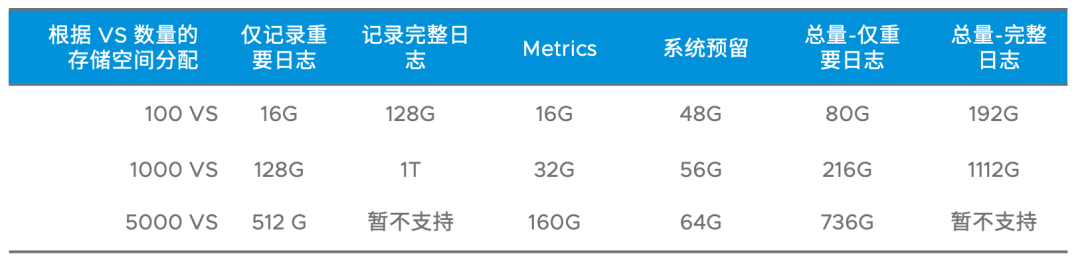 根据 VS 数量的存储空间分配 仅记录重要日志 记录完整日志 Metrics 系统预留 总量-仅重要日志 总量-完整日志
100 VS 16G 128G 16G 48G 80G 192G
1000 VS 128G 1T 32G 56G 216G 1112G
5000 VS 512 G 暂不支持 160G 64G 736G 暂不支持